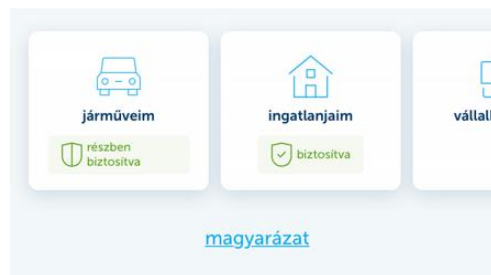 járműveim
ingatlanjaim
részben
biztosítva
biztosítva
magyarázat